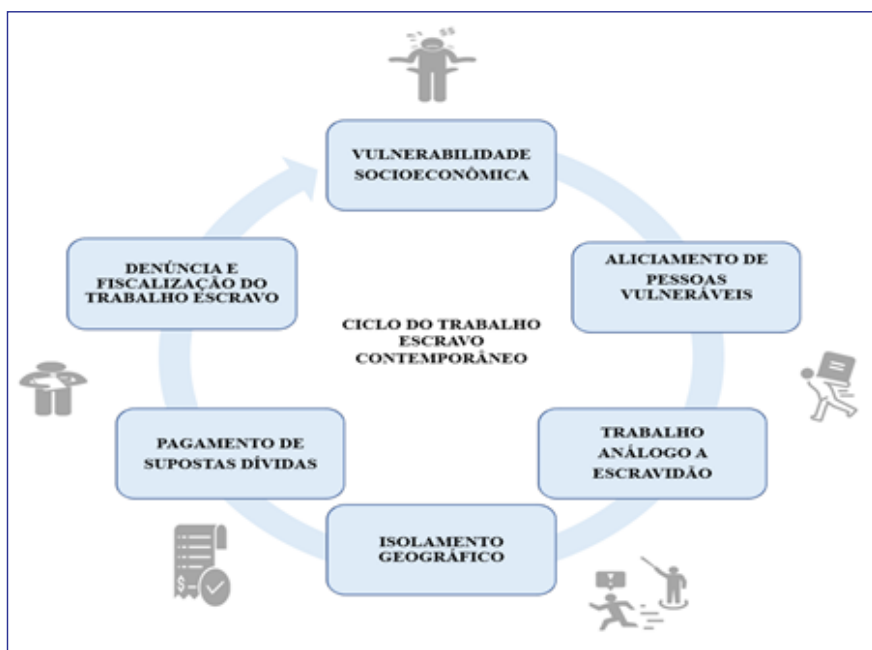 VULNERABILIDADE
SOCIOECONÔMICA
ALICIAMENTO DE
PESSOAS
VULNERÁVEIS
TRABALHO
ANÁLOGO A
ESCRAVIDÃO
ISOLAMENTO
GEOGRÁFICO
PAGAMENTO DE
SUPOSTAS DÍVIDAS
DENÚNCIA E
FISCALIZAÇÃO DO
TRABALHO ESCRAVO
CICLO DO TRABALHO
ESCRAVO
CONTEMPORÂNEO